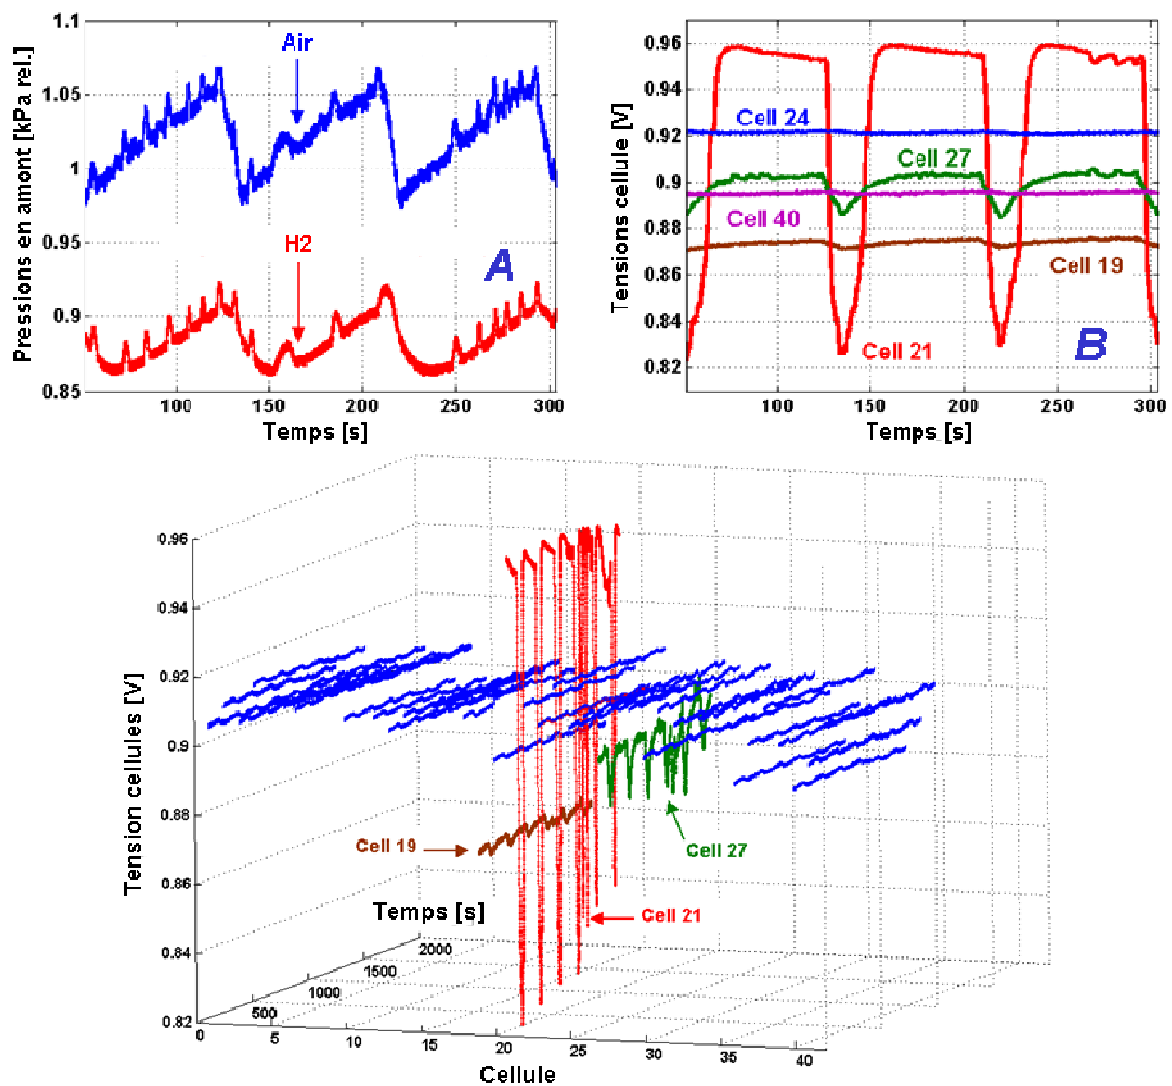 1.1
1.05
1
0.95
0.9
0.85
Pressions en amont [kPa rel.]
Air
H2
A
100
150
200
250
300
Temps [s]
0.96
0.94
0.92
0.9
0.88
0.86
0.84
0.82
Tensions cellule [V]
Cell 24
Cell 27
Cell 40
Cell 19
Cell 21
B
100
150
200
250
300
Temps [s]
0.96
0.94
0.92
0.9
0.88
0.86
0.84
0.82
Tension cellules [V]
Cell 19
Cell 27
Cell 21
Temps [s]
2000
1500
1000
500
0
5
10
15
20
25
30
35
40
Cellule